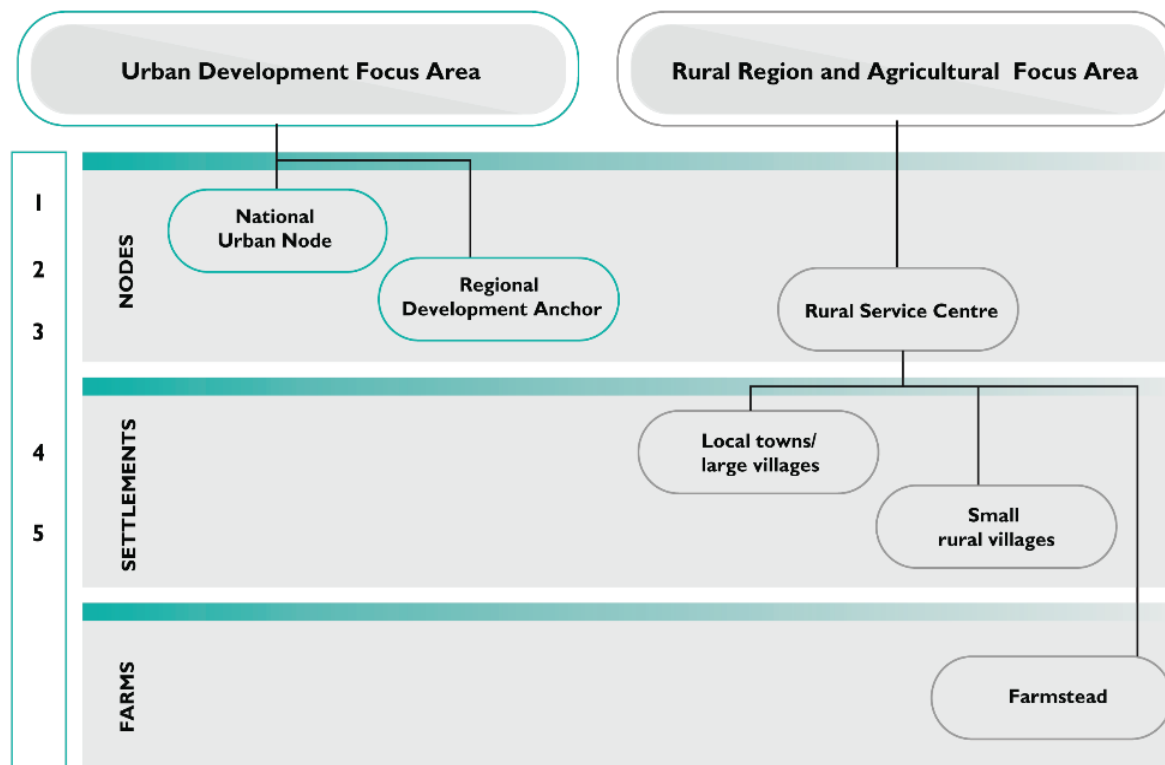 Urban Development Focus Area
Rural Region and Agricultural Focus Area
1
2
3
4
5
NODES
National
Urban Node
Regional
Development Anchor
Rural Service Centre
SETTLEMENTS
Local towns/
large villages
Small
rural villages
FARMS
Farmstead